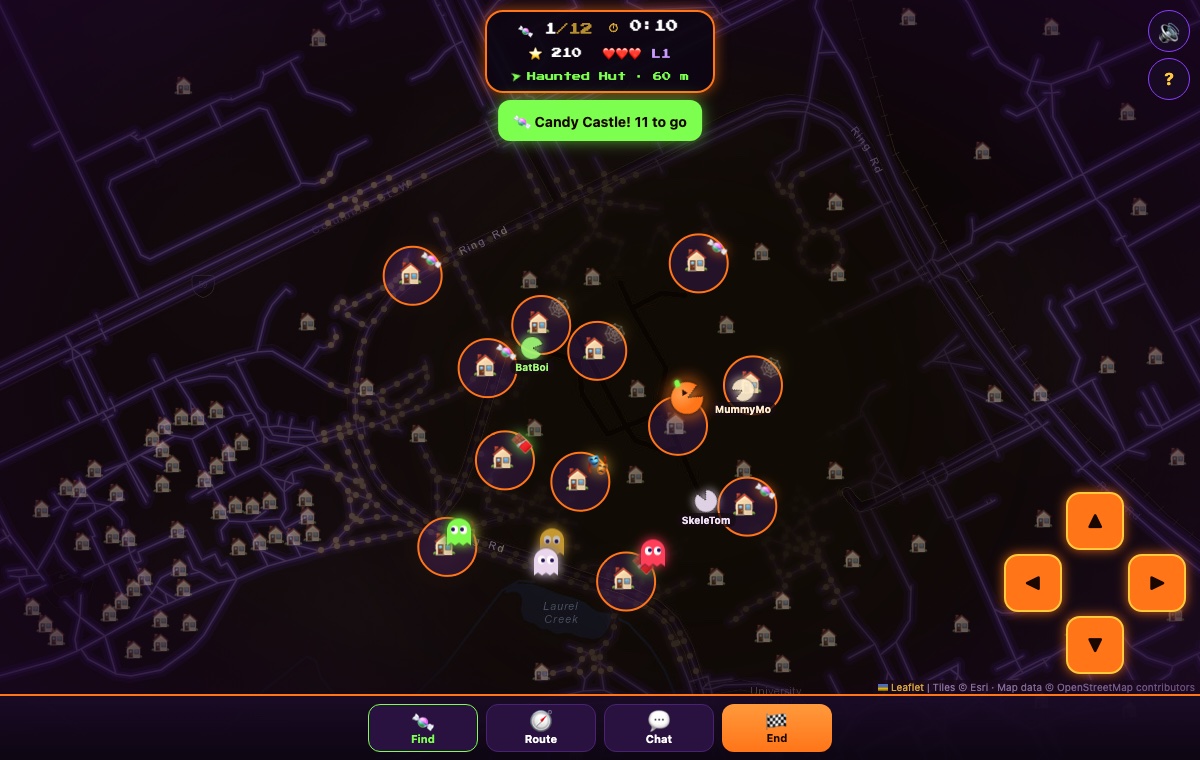 1/12 0:10
210 L1
Haunted Hut · 60 m
Candy Castle! 11 to go
?
Ring Rd
Ring Rd
BatBoi
MummyMo
SkeleTom
Rd
Laurel
Creek
University
Leaflet | Tiles © Esri · Map data © OpenStreetMap contributors
Find
Route
Chat
End